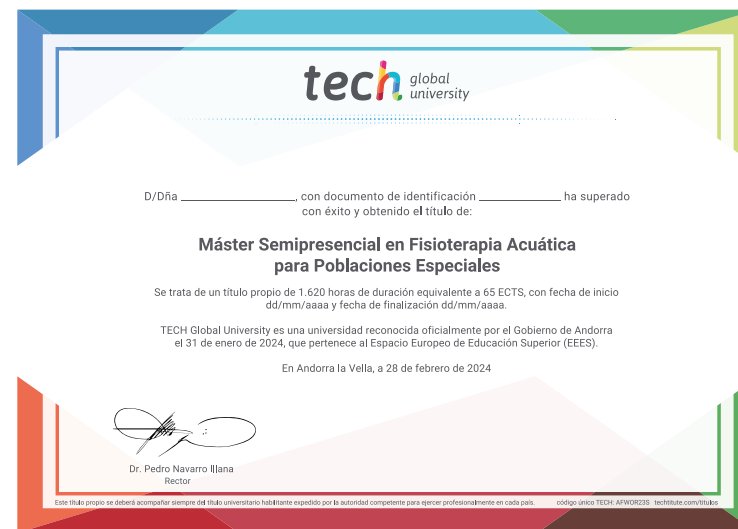 tech global university
D/Dña ____________________, con documento de identificación ______________ ha superado
con éxito y obtenido el título de:
Máster Semipresencial en Fisioterapia Acuática
para Poblaciones Especiales
Se trata de un título propio de 1.620 horas de duración equivalente a 65 ECTS, con fecha de inicio
dd/mm/aaaa y fecha de finalización dd/mm/aaaa.
TECH Global University es una universidad reconocida oficialmente por el Gobierno de Andorra
el 31 de enero de 2024, que pertenece al Espacio Europeo de Educación Superior (EEES).
En Andorra la Vella, a 28 de febrero de 2024
Dr. Pedro Navarro Illana
Rector
Este título propio se deberá acompañar siempre del título universitario habilitante expedido por la autoridad competente para ejercer profesionalmente en cada país. código único TECH: AFWOR23S techtitute.com/titulos